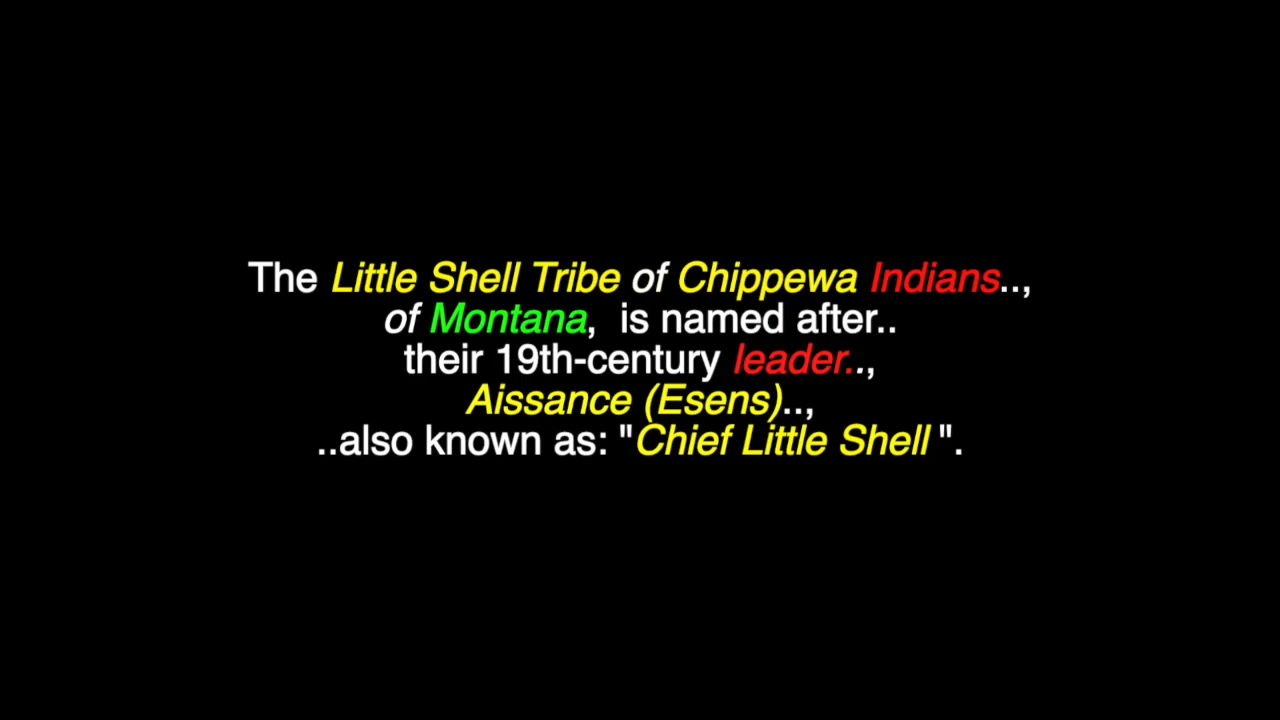 The Little Shell Tribe of Chippewa Indians..,
of Montana,  is named after..
their 19th-century leader..,
Aissance (Esens)..,
..also known as: "Chief Little Shell ".